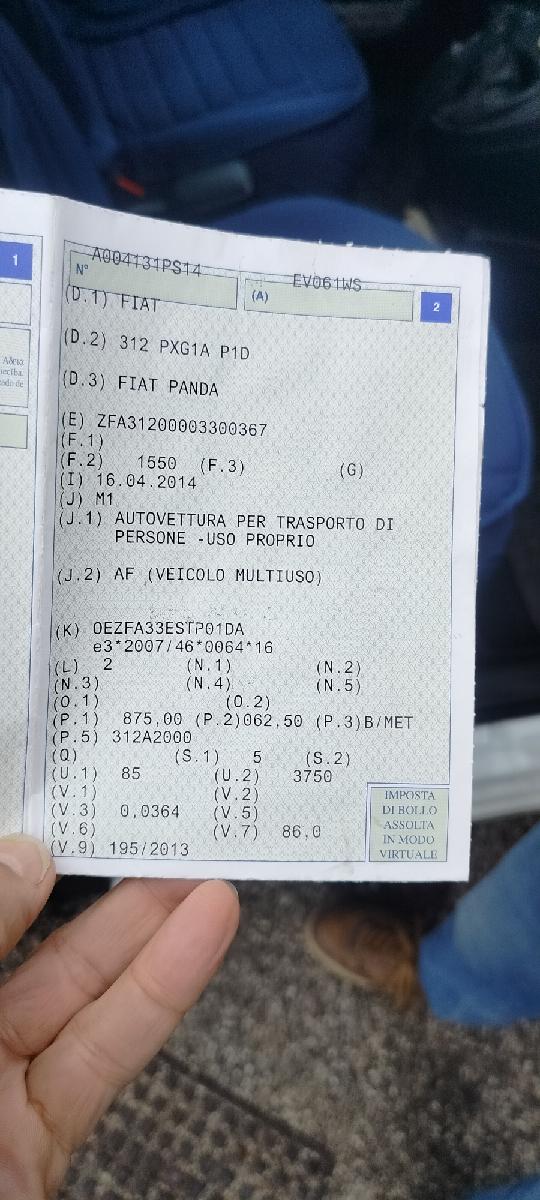 1
Adeia
N°
A004131PS14
(A)
EV061WS
2
(D.1) FIAT
(D.2) 312 PXG1A P1D
(D.3) FIAT PANDA
(E) ZFA31200003300367
(F.1)
(F.2) 1550 (F.3) (G)
(I) 16.04.2014
(J) M1
(J.1) AUTOVETTURA PER TRASPORTO DI
PERSONE -USO PROPRIO
(J.2) AF (VEICOLO MULTIUSO)
(K) OEZFA33ESTP01DA
e3*2007/46*0064*16
(L) 2 (N.1) (N.2)
(N.3) (N.4) (N.5)
(O.1) (O.2)
(P.1) 875,00 (P.2)062,50 (P.3)B/MET
(P.5) 312A2000
(Q) (S.1) 5 (S.2)
(U.1) 85 (U.2) 3750
(V.1) (V.2)
(V.3) 0,0364 (V.5)
(V.6) (V.7) 86,0
(V.9) 195/2013
IMPOSTA
DI BOLLO
ASSOLTA
IN MODO
VIRTUALE